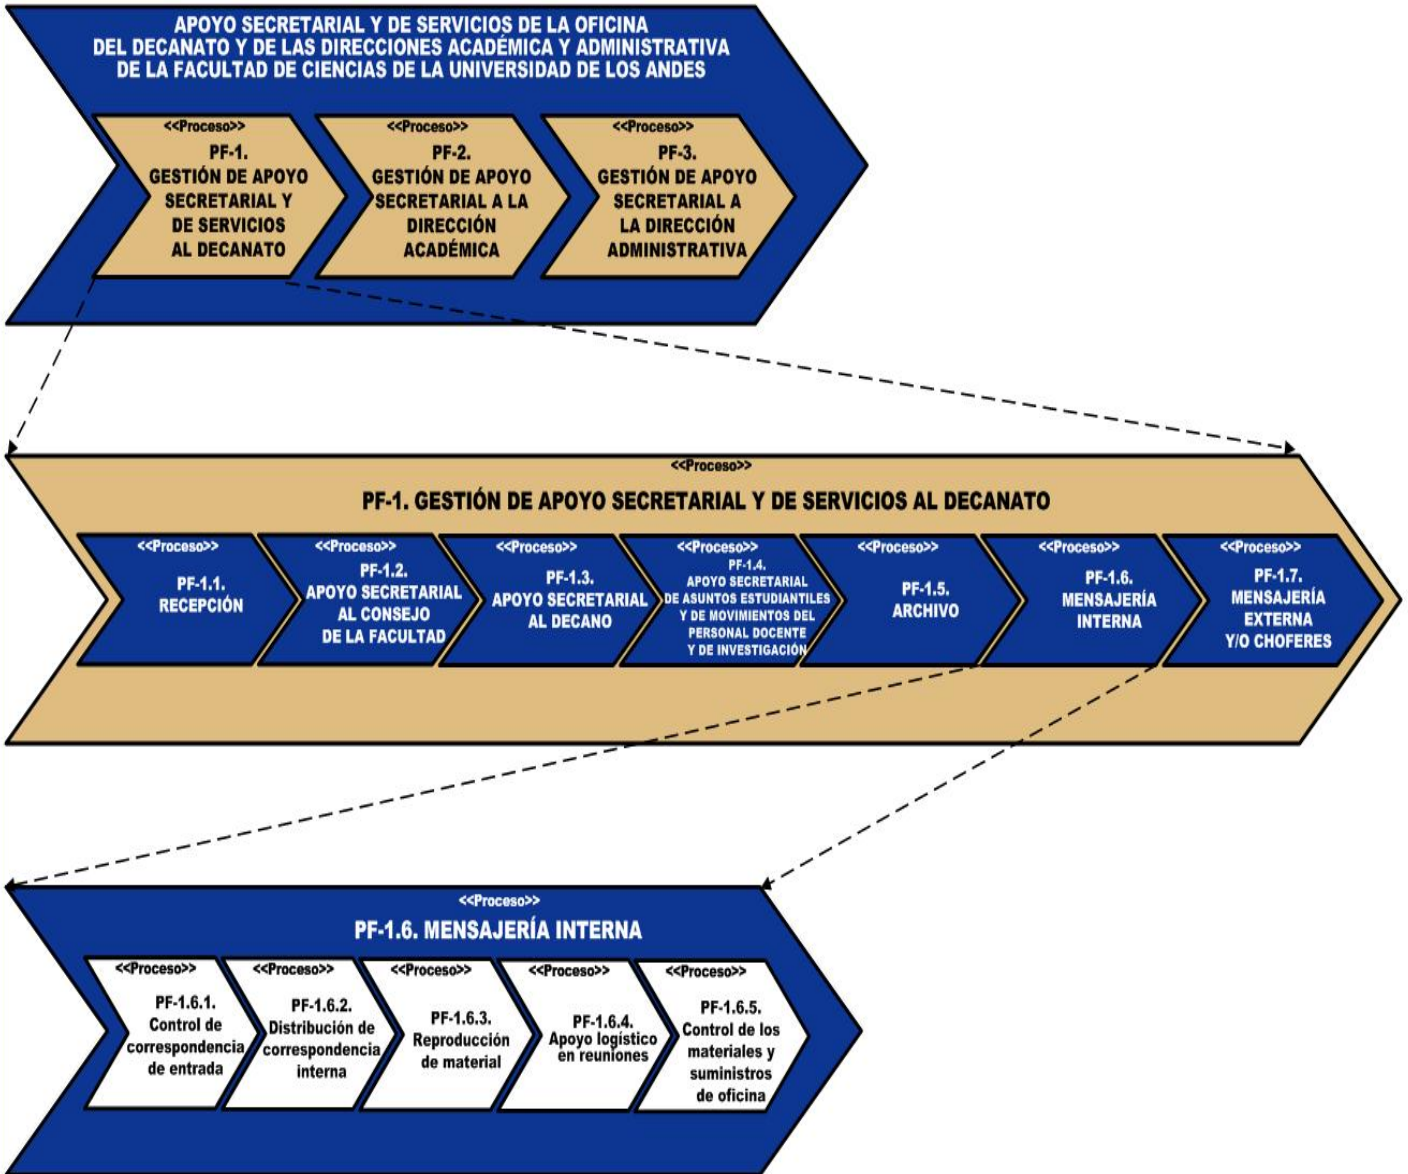 APOYO SECRETARIAL Y DE SERVICIOS DE LA OFICINA
DEL DECANATO Y DE LAS DIRECCIONES ACADÉMICA Y ADMINISTRATIVA
DE LA FACULTAD DE CIENCIAS DE LA UNIVERSIDAD DE LOS ANDES
<<Proceso>>
PF-1.
GESTIÓN DE APOYO
SECRETARIAL Y
DE SERVICIOS
AL DECANATO
<<Proceso>>
PF-2.
GESTIÓN DE APOYO
SECRETARIAL A LA
DIRECCIÓN
ACADÉMICA
<<Proceso>>
PF-3.
GESTIÓN DE APOYO
SECRETARIAL A
LA DIRECCIÓN
ADMINISTRATIVA
<<Proceso>>
PF-1. GESTIÓN DE APOYO SECRETARIAL Y DE SERVICIOS AL DECANATO
<<Proceso>>
PF-1.1.
RECEPCIÓN
<<Proceso>>
PF-1.2.
APOYO SECRETARIAL
AL CONSEJO
DE LA FACULTAD
<<Proceso>>
PF-1.3.
APOYO SECRETARIAL
AL DECANO
<<Proceso>>
PF-1.4.
APOYO SECRETARIAL
DE ASUNTOS ESTUDIANTILES
Y DE MOVIMIENTOS DEL
PERSONAL DOCENTE
Y DE INVESTIGACIÓN
<<Proceso>>
PF-1.5.
ARCHIVO
<<Proceso>>
PF-1.6.
MENSAJERÍA
INTERNA
<<Proceso>>
PF-1.7.
MENSAJERÍA
EXTERNA
Y/O CHOFERES
<<Proceso>>
PF-1.6. MENSAJERÍA INTERNA
<<Proceso>>
PF-1.6.1.
Control de
correspondencia
de entrada
<<Proceso>>
PF-1.6.2.
Distribución de
correspondencia
interna
<<Proceso>>
PF-1.6.3.
Reproducción
de material
<<Proceso>>
PF-1.6.4.
Apoyo logístico
en reuniones
<<Proceso>>
PF-1.6.5.
Control de los
materiales y
suministros
de oficina